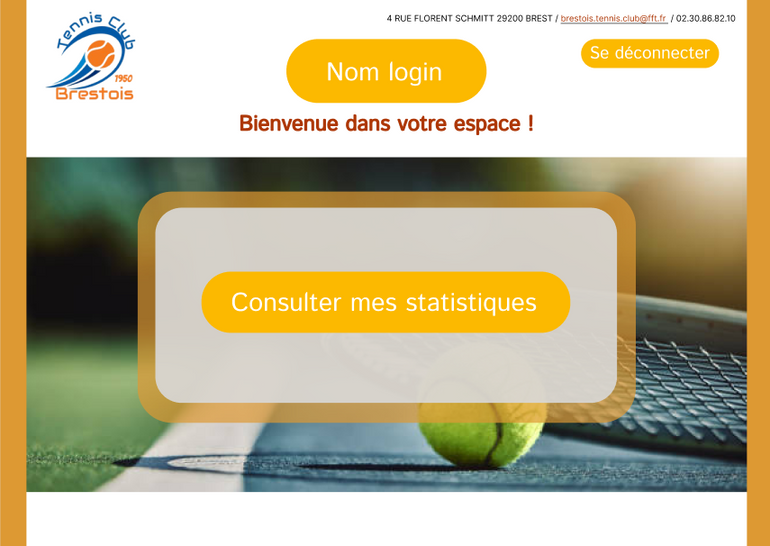 4 RUE FLORENT SCHMITT 29200 BREST / brestois.tennis.club@fft.fr / 02.30.86.82.10
Tennis Club
1950
Brestois
Nom login
Se déconnecter
Bienvenue dans votre espace !
Consulter mes statistiques